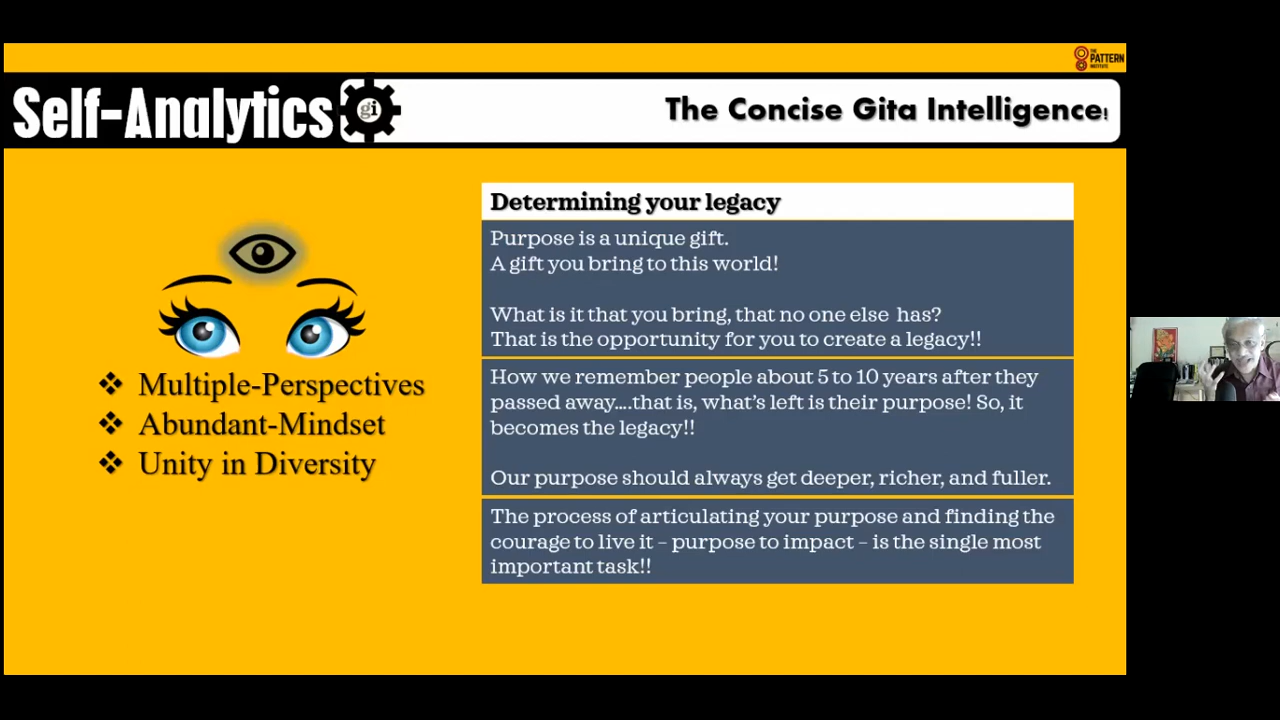 THE
PATTERN
INSTITUTE
Self-Analytics
gi
The Concise Gita Intelligence!
Multiple-Perspectives
Abundant-Mindset
Unity in Diversity
Determining your legacy
Purpose is a unique gift.
A gift you bring to this world!
What is it that you bring, that no one else has?
That is the opportunity for you to create a legacy!!
How we remember people about 5 to 10 years after they
passed away....that is, what's left is their purpose! So, it
becomes the legacy!!
Our purpose should always get deeper, richer, and fuller.
The process of articulating your purpose and finding the
courage to live it – purpose to impact – is the single most
important task!!